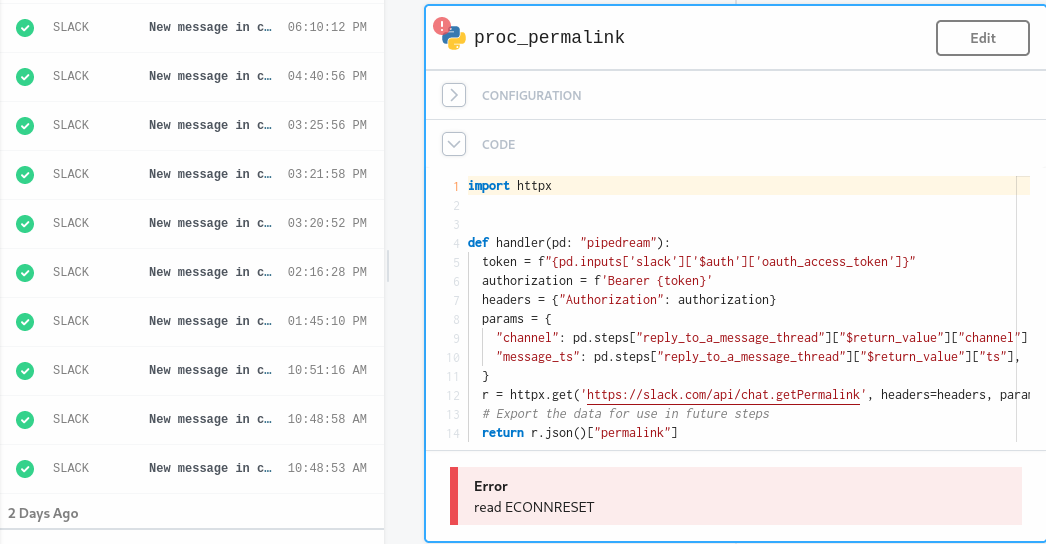 SLACK New message in c… 06:10:12 PM
SLACK New message in c… 04:40:56 PM
SLACK New message in c… 03:25:56 PM
SLACK New message in c… 03:21:58 PM
SLACK New message in c… 03:20:52 PM
SLACK New message in c… 02:16:28 PM
SLACK New message in c… 01:45:10 PM
SLACK New message in c… 10:51:16 AM
SLACK New message in c… 10:48:58 AM
SLACK New message in c… 10:48:53 AM
2 Days Ago
proc_permalink
Edit
CONFIGURATION
CODE
1 import httpx
2
3
4 def handler(pd: "pipedream"):
5 token = f"{pd.inputs['slack']['$auth']['oauth_access_token']}"
6 authorization = f'Bearer {token}'
7 headers = {"Authorization": authorization}
8 params = {
9 "channel": pd.steps["reply_to_a_message_thread"]["$return_value"]["channel"]
10 "message_ts": pd.steps["reply_to_a_message_thread"]["$return_value"]["ts"],
11 }
12 r = httpx.get('https://slack.com/api/chat.getPermalink', headers=headers, param
13 # Export the data for use in future steps
14 return r.json()["permalink"]
Error
read ECONNRESET